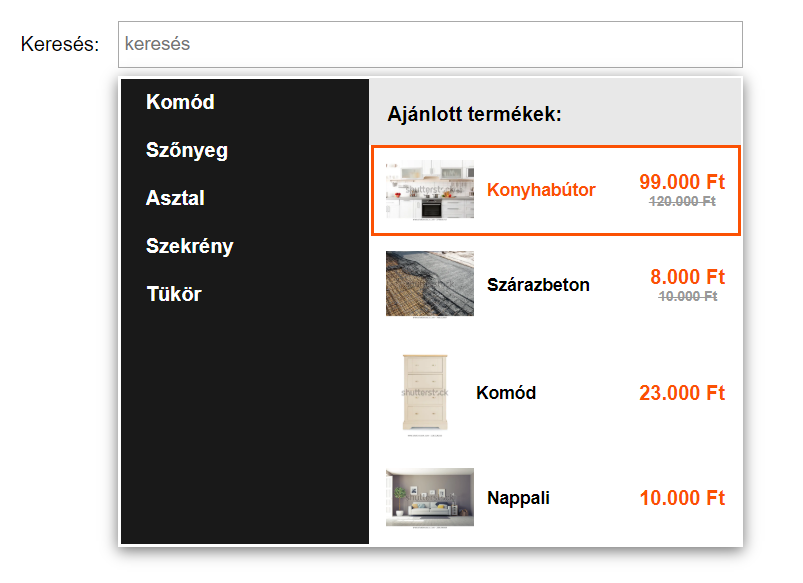 Keresés:
keresés
Komód
Szőnyeg
Asztal
Szekrény
Tükör
Ajánlott termékek:
shutterstock
Konyhabútor
99.000 Ft
120.000 Ft
Szárazbeton
8.000 Ft
10.000 Ft
shutterstock
Komód
23.000 Ft
shutterstock
Nappali
10.000 Ft